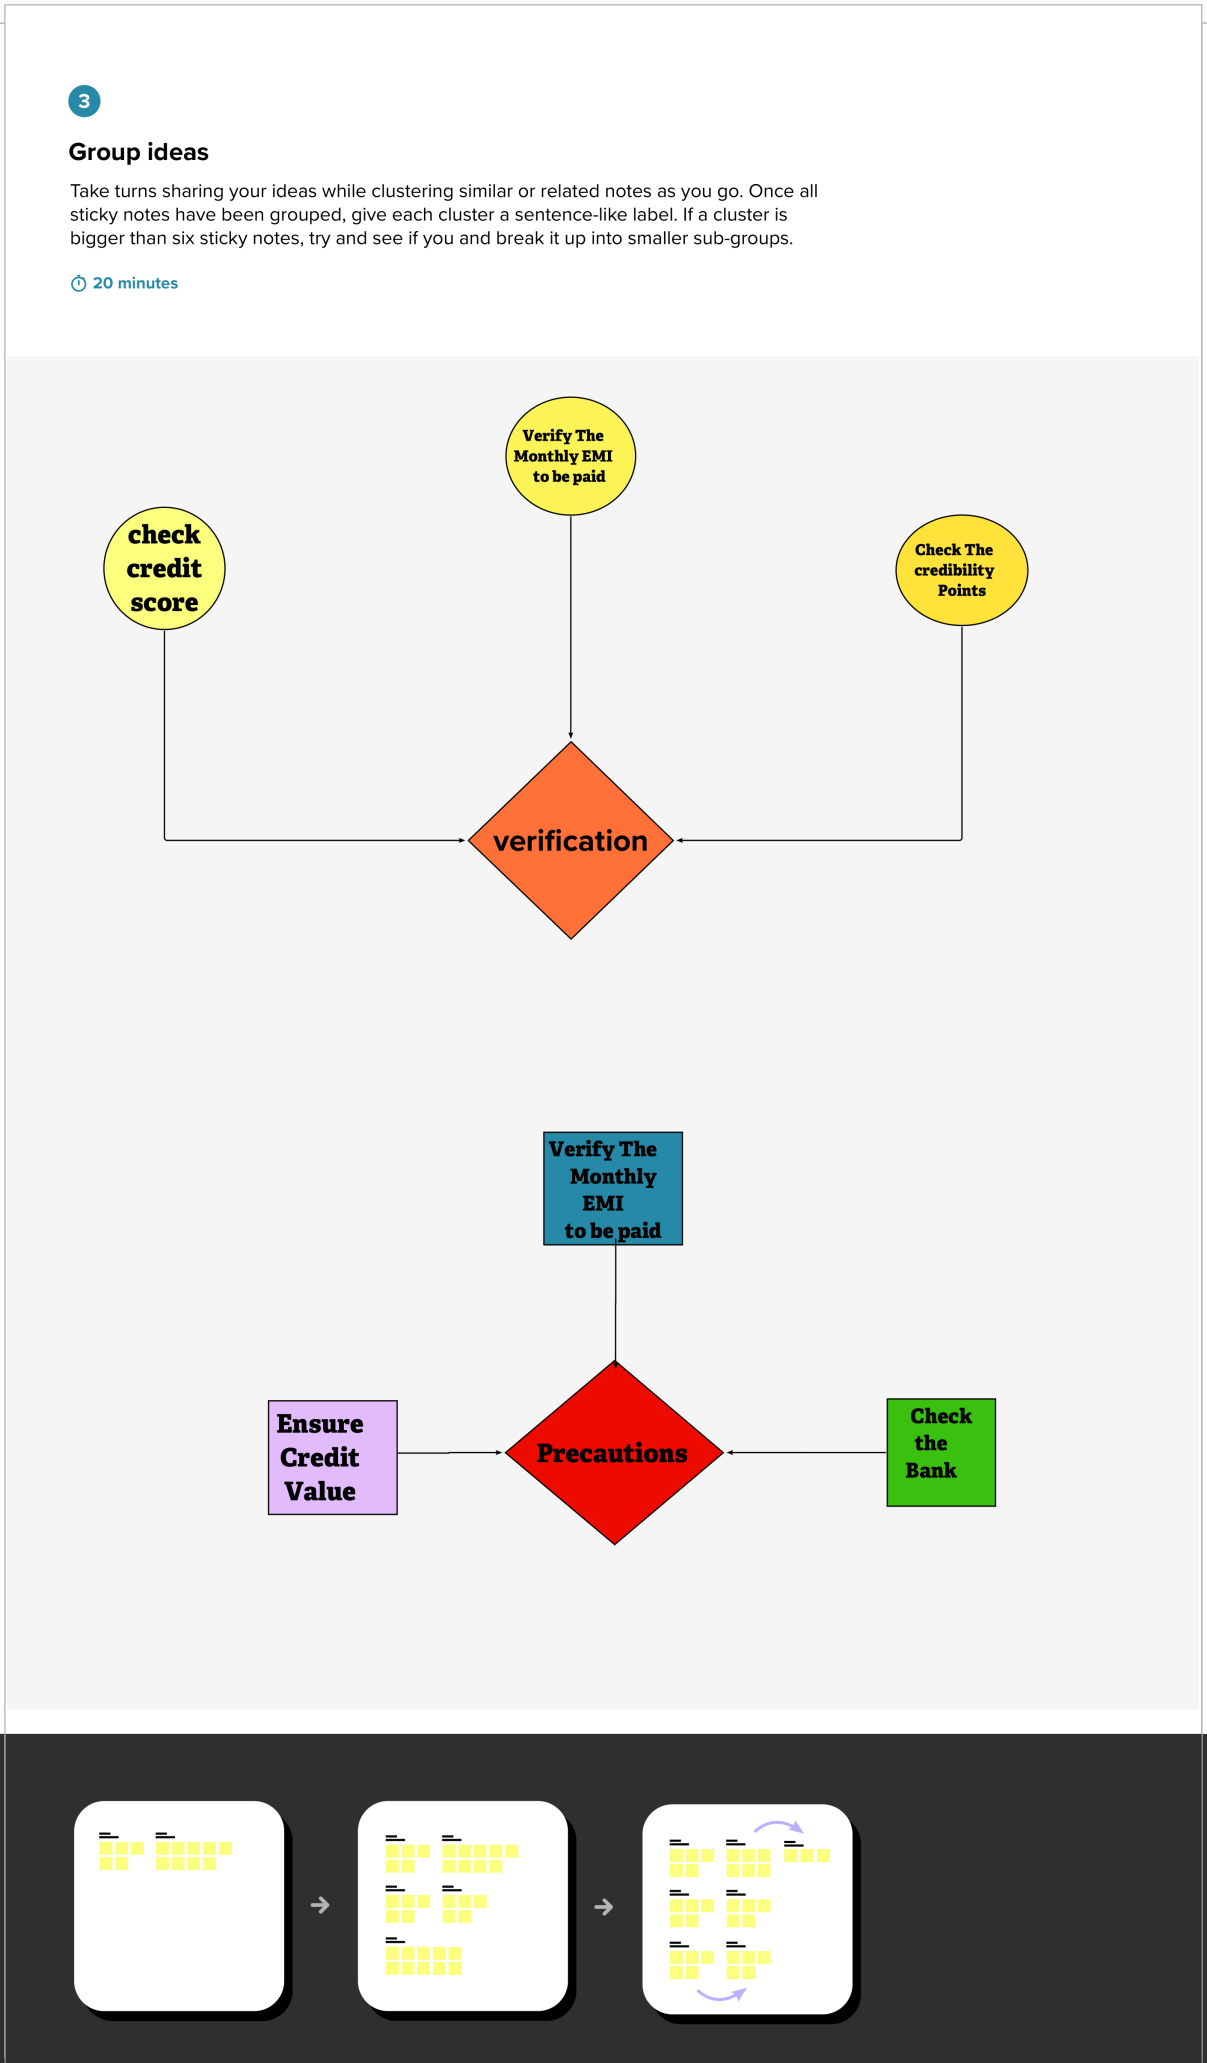 3
Group ideas
Take turns sharing your ideas while clustering similar or related notes as you go. Once all
sticky notes have been grouped, give each cluster a sentence-like label. If a cluster is
bigger than six sticky notes, try and see if you and break it up into smaller sub-groups.
20 minutes
Verify The
Monthly EMI
to be paid
check
credit
score
Check The
credibility
Points
verification
Verify The
Monthly
EMI
to be paid
Ensure
Credit
Value
Precautions
Check
the
Bank